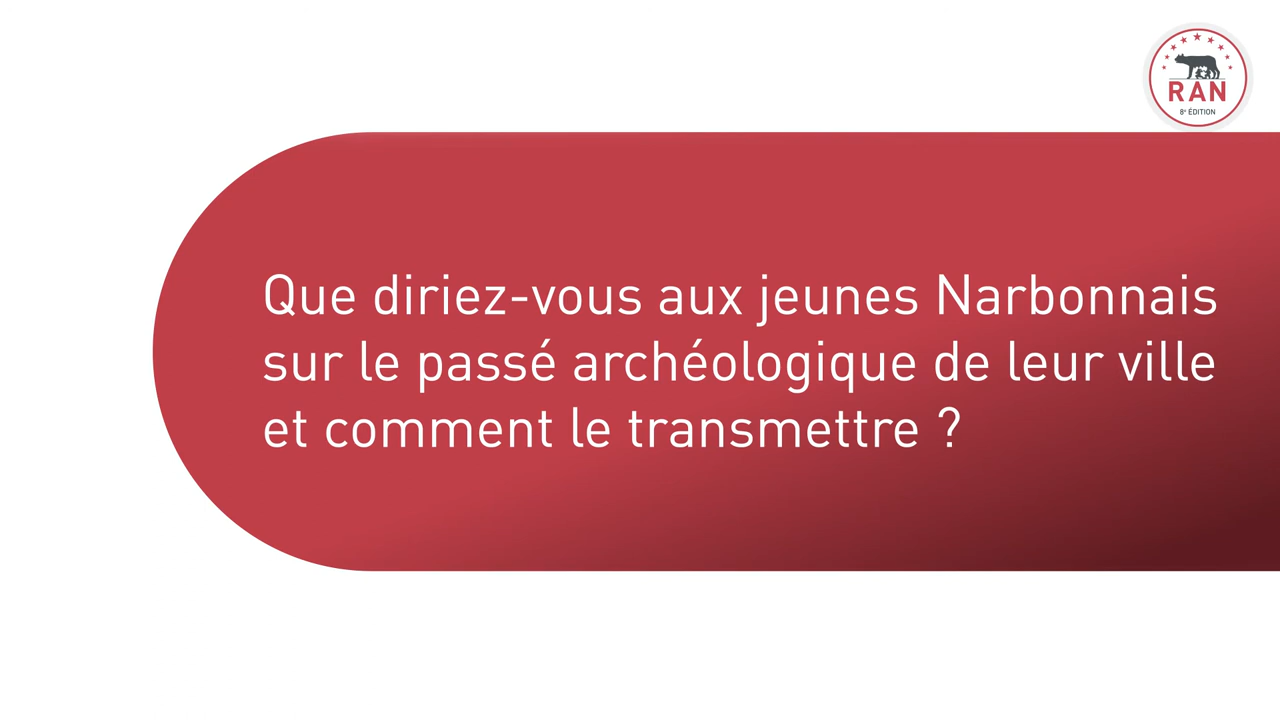 RAN
8e ÉDITION
Que diriez-vous aux jeunes Narbonnais
sur le passé archéologique de leur ville
et comment le transmettre ?